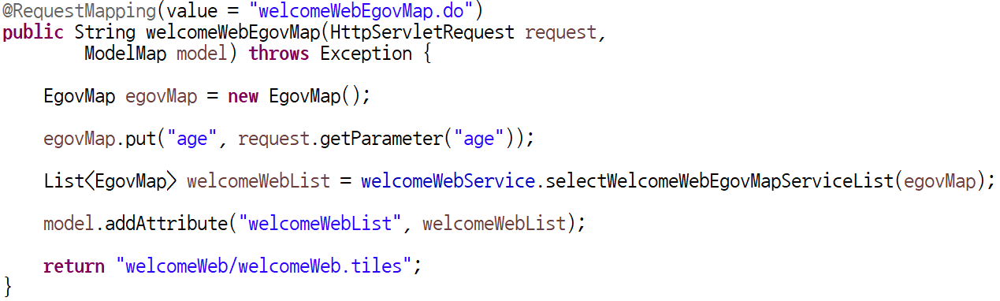 @RequestMapping(value = "welcomeWebEgovMap.do")
public String welcomeWebEgovMap(HttpServletRequest request,
        ModelMap model) throws Exception {
    EgovMap egovMap = new EgovMap();
    egovMap.put("age", request.getParameter("age"));
    List<EgovMap> welcomeWebList = welcomeWebService.selectWelcomeWebEgovMapServiceList(egovMap);
    model.addAttribute("welcomeWebList", welcomeWebList);
    return "welcomeWeb/welcomeWeb.tiles";
}